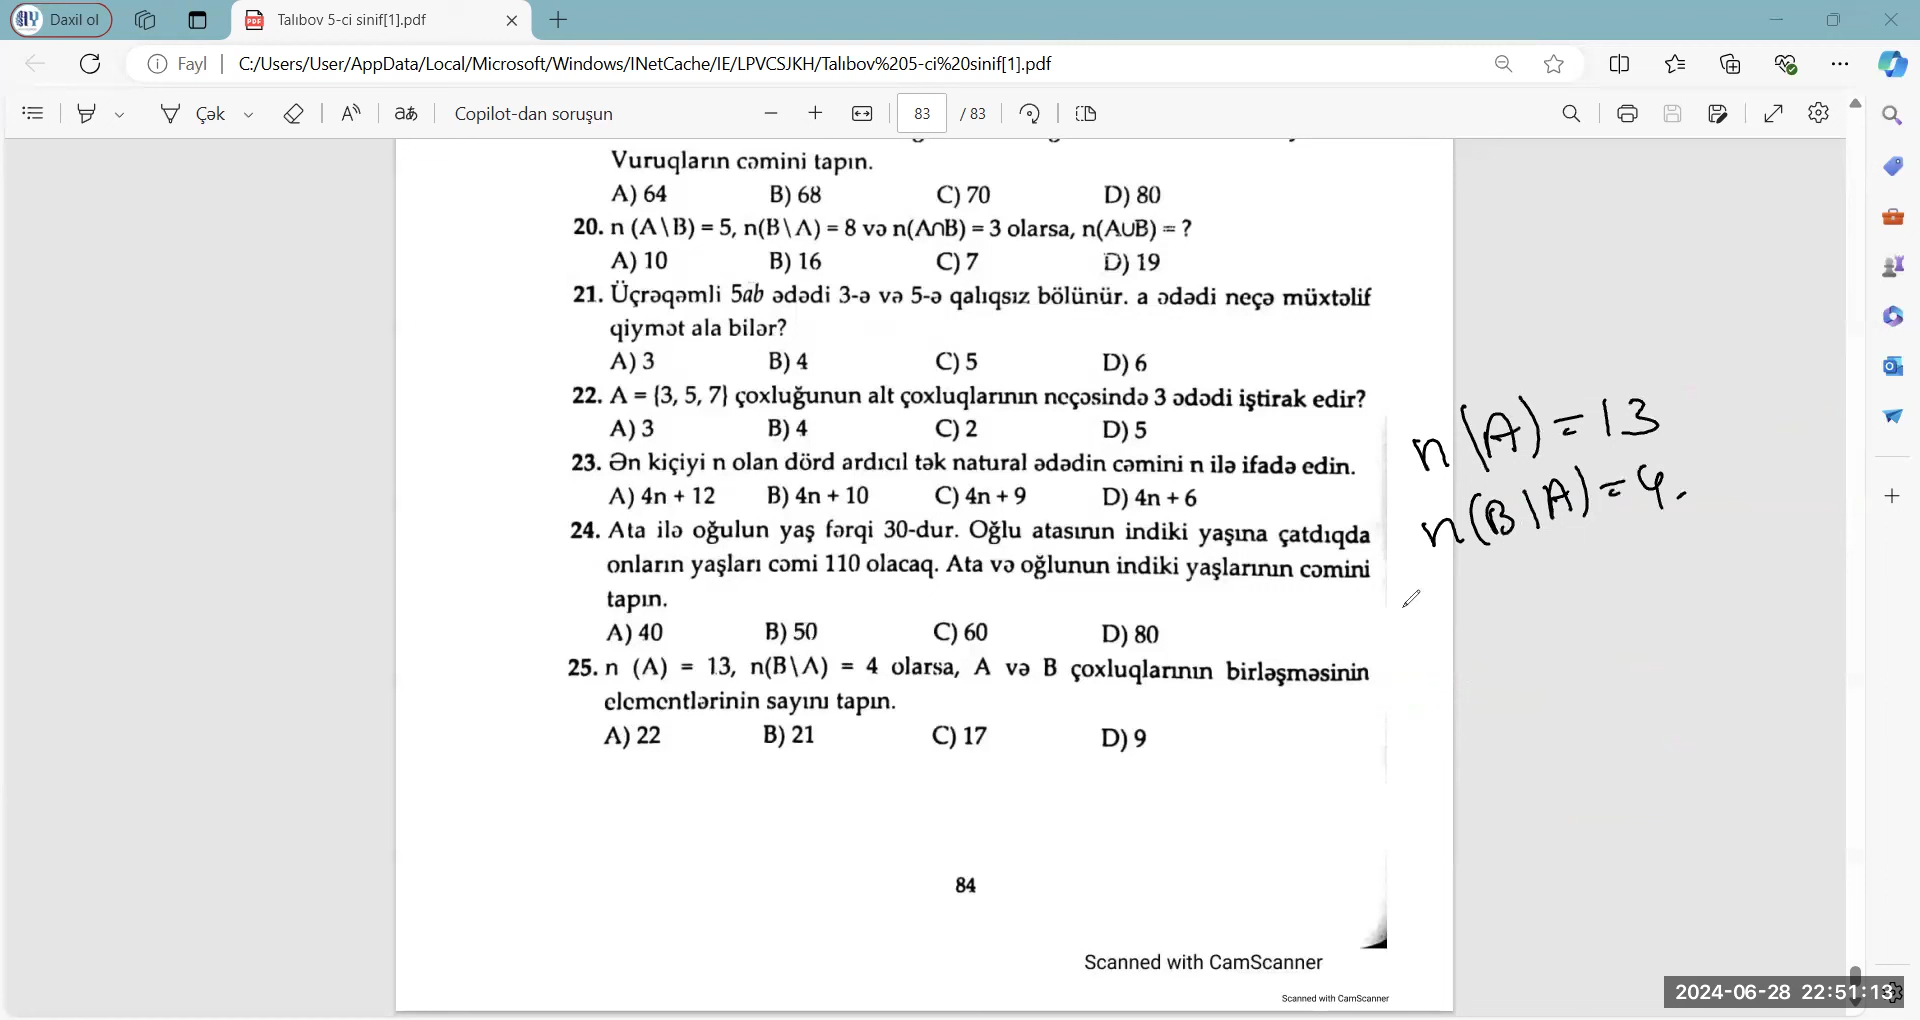 Daxil ol
Talıbov 5-ci sinif[1].pdf
Fayl
C:/Users/User/AppData/Local/Microsoft/Windows/INetCache/IE/LPVCSJKH/Talıbov%205-ci%20sinif[1].pdf
Çək
Copilot-dan soruşun
83 / 83
Vuruqların cəmini tapın.
A) 64 B) 68 C) 70 D) 80
20. n (A\B) = 5, n(B\A) = 8 və n(A∩B) = 3 olarsa, n(A∪B) = ?
A) 10 B) 16 C) 7 D) 19
21. Üçrəqəmli 5ab ədədi 3-ə və 5-ə qalıqsız bölünür. a ədədi neçə müxtəlif
qiymət ala bilər?
A) 3 B) 4 C) 5 D) 6
22. A = {3, 5, 7} çoxluğunun alt çoxluqlarının neçəsində 3 ədədi iştirak edir?
A) 3 B) 4 C) 2 D) 5
23. Ən kiçiyi n olan dörd ardıcıl tək natural ədədin cəmini n ilə ifadə edin.
A) 4n + 12 B) 4n + 10 C) 4n + 9 D) 4n + 6
24. Ata ilə oğulun yaş fərqi 30-dur. Oğlu atasının indiki yaşına çatdıqda
onların yaşları cəmi 110 olacaq. Ata və oğlunun indiki yaşlarının cəmini
tapın.
A) 40 B) 50 C) 60 D) 80
25. n (A) = 13, n(B\A) = 4 olarsa, A və B çoxluqlarının birləşməsinin
elementlərinin sayını tapın.
A) 22 B) 21 C) 17 D) 9
n(A) = 13
n(B\A) = 4.
84
Scanned with CamScanner
Scanned with CamScanner
2024-06-28 22:51:13